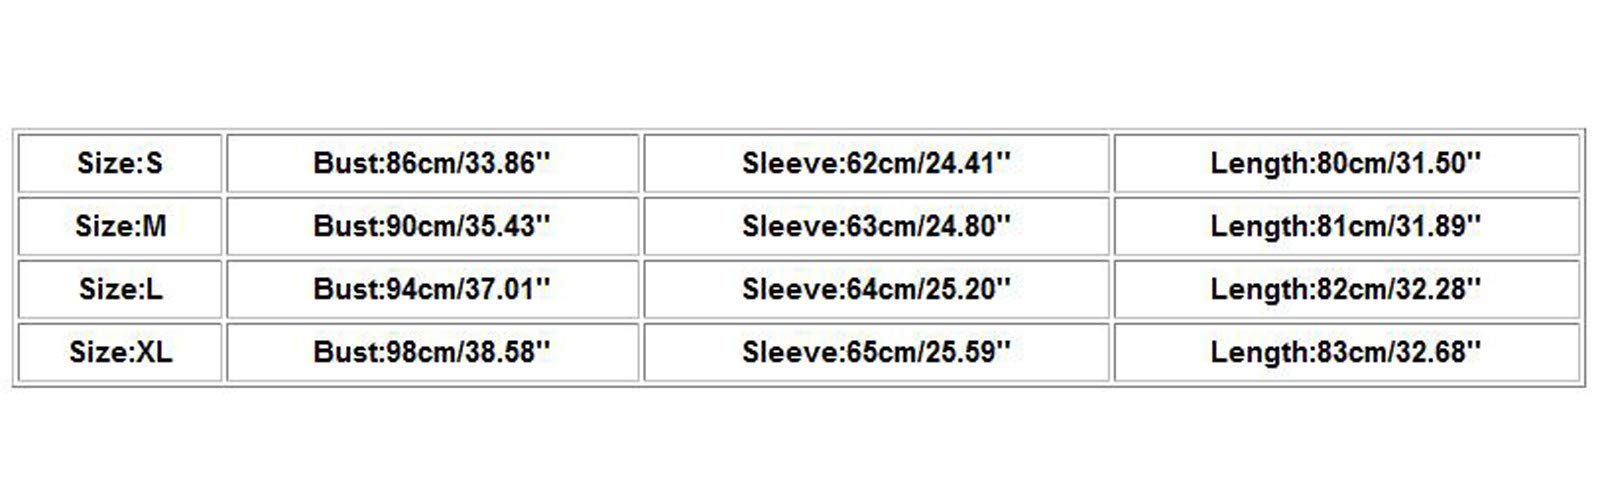 Size:S Bust:86cm/33.86'' Sleeve:62cm/24.41'' Length:80cm/31.50''
Size:M Bust:90cm/35.43'' Sleeve:63cm/24.80'' Length:81cm/31.89''
Size:L Bust:94cm/37.01'' Sleeve:64cm/25.20'' Length:82cm/32.28''
Size:XL Bust:98cm/38.58'' Sleeve:65cm/25.59'' Length:83cm/32.68''